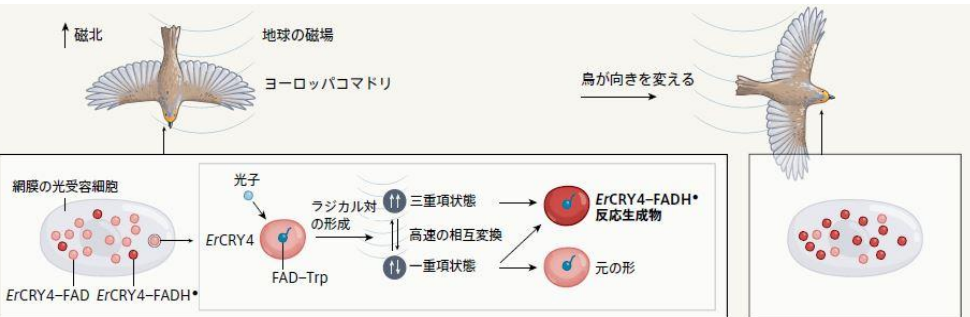 磁北
地球の磁場
ヨーロッパコマドリ
鳥が向きを変える
網膜の光受容細胞
ErCRY4–FAD
ErCRY4–FADH•
光子
ErCRY4
FAD–Trp
ラジカル対
の形成
三重項状態
高速の相互変換
一重項状態
ErCRY4–FADH•
反応生成物
元の形